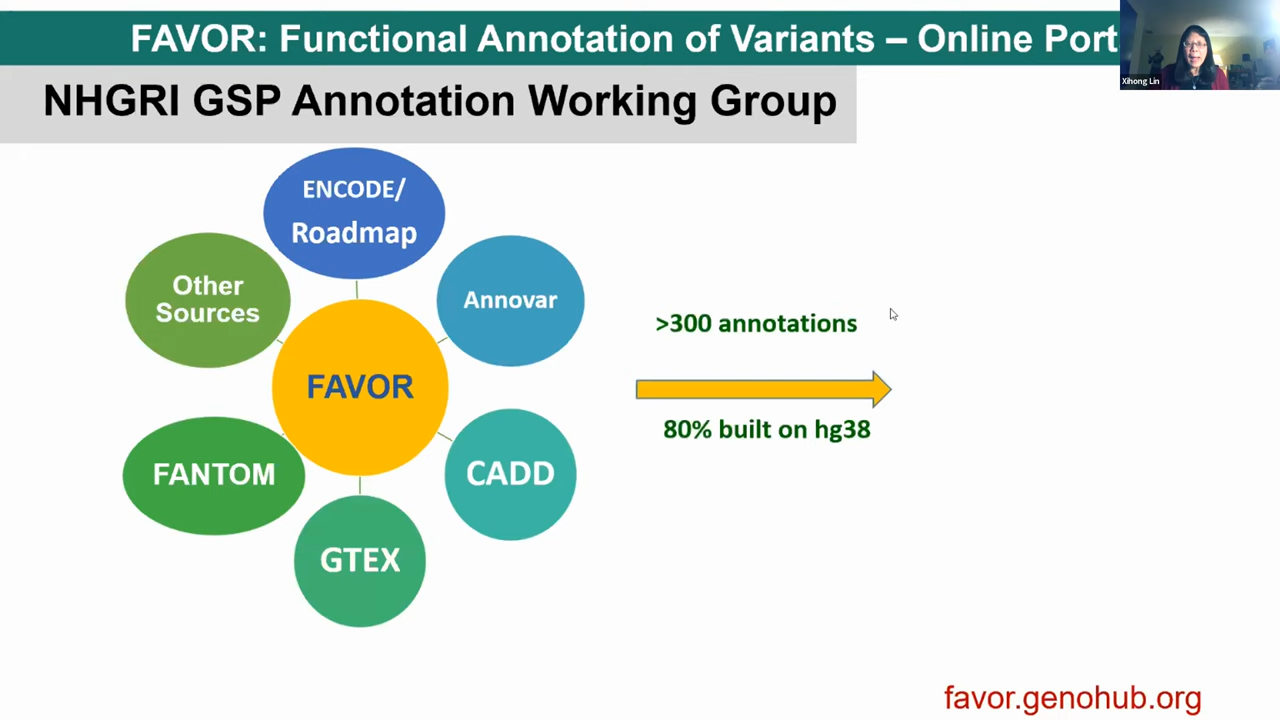 FAVOR: Functional Annotation of Variants – Online Port
Xihong Lin
NHGRI GSP Annotation Working Group
ENCODE/
Roadmap
Other
Sources
Annovar
>300 annotations
FAVOR
80% built on hg38
FANTOM
CADD
GTEX
favor.genohub.org